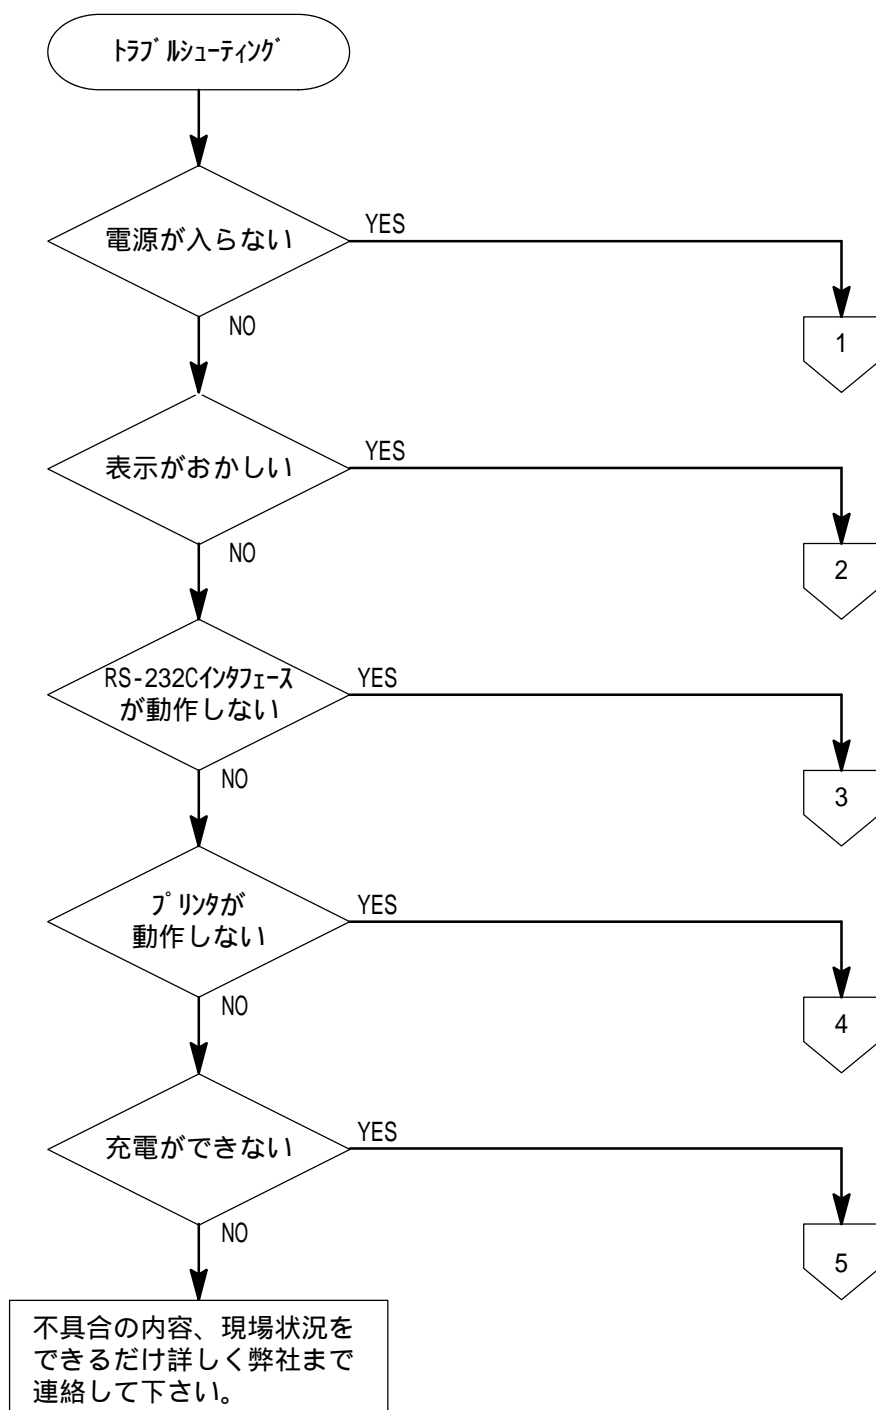 トラブルシューティング
電源が入らない
YES
1
NO
表示がおかしい
YES
2
NO
RS-232Cインタフェース
が動作しない
YES
3
NO
プリンタが
動作しない
YES
4
NO
充電ができない
YES
5
NO
不具合の内容、現場状況を
できるだけ詳しく弊社まで
連絡して下さい。